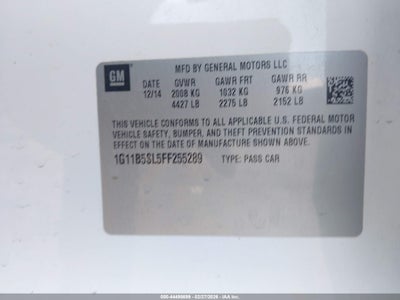 GM
MFD BY GENERAL MOTORS LLC
DATE GVWR GAWR FRT GAWR RR
12/14 2008 KG 1032 KG 976 KG
4427 LB 2275 LB 2152 LB
THIS VEHICLE CONFORMS TO ALL APPLICABLE U.S. FEDERAL MOTOR
VEHICLE SAFETY, BUMPER, AND THEFT PREVENTION STANDARDS IN
EFFECT ON THE DATE OF MANUFACTURE SHOWN ABOVE.
1G11B5SL5FF255289 TYPE: PASS CAR